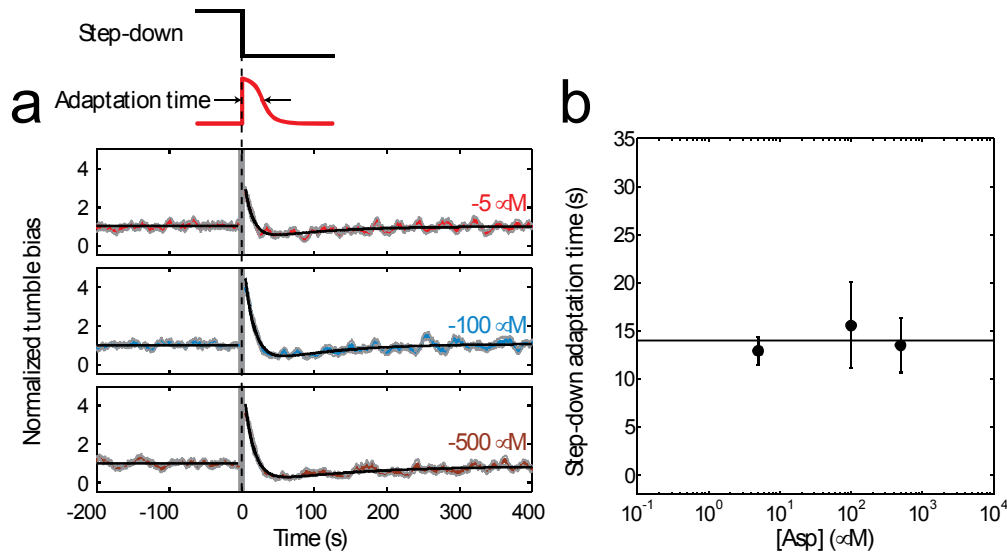 Step-down
a
Adaptation time
b
Normalized tumble bias
4
2
0
-5 ∝M
4
2
0
-100 ∝M
4
2
0
-500 ∝M
-200 -100 0 100 200 300 400
Time (s)
Step-down adaptation time (s)
35
30
25
20
15
10
5
0
10⁻¹ 10⁰ 10¹ 10² 10³ 10⁴
[Asp] (∝M)